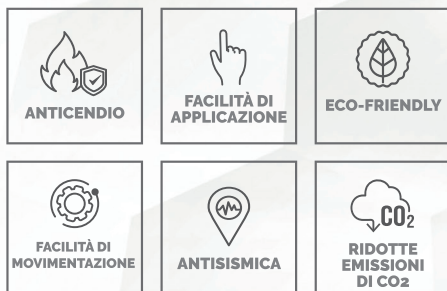 ANTICENDIO
FACILITÀ DI
APPLICAZIONE
ECO-FRIENDLY
FACILITÀ DI
MOVIMENTAZIONE
ANTISISMICA
CO₂
RIDOTTE
EMISSIONI
DI CO2